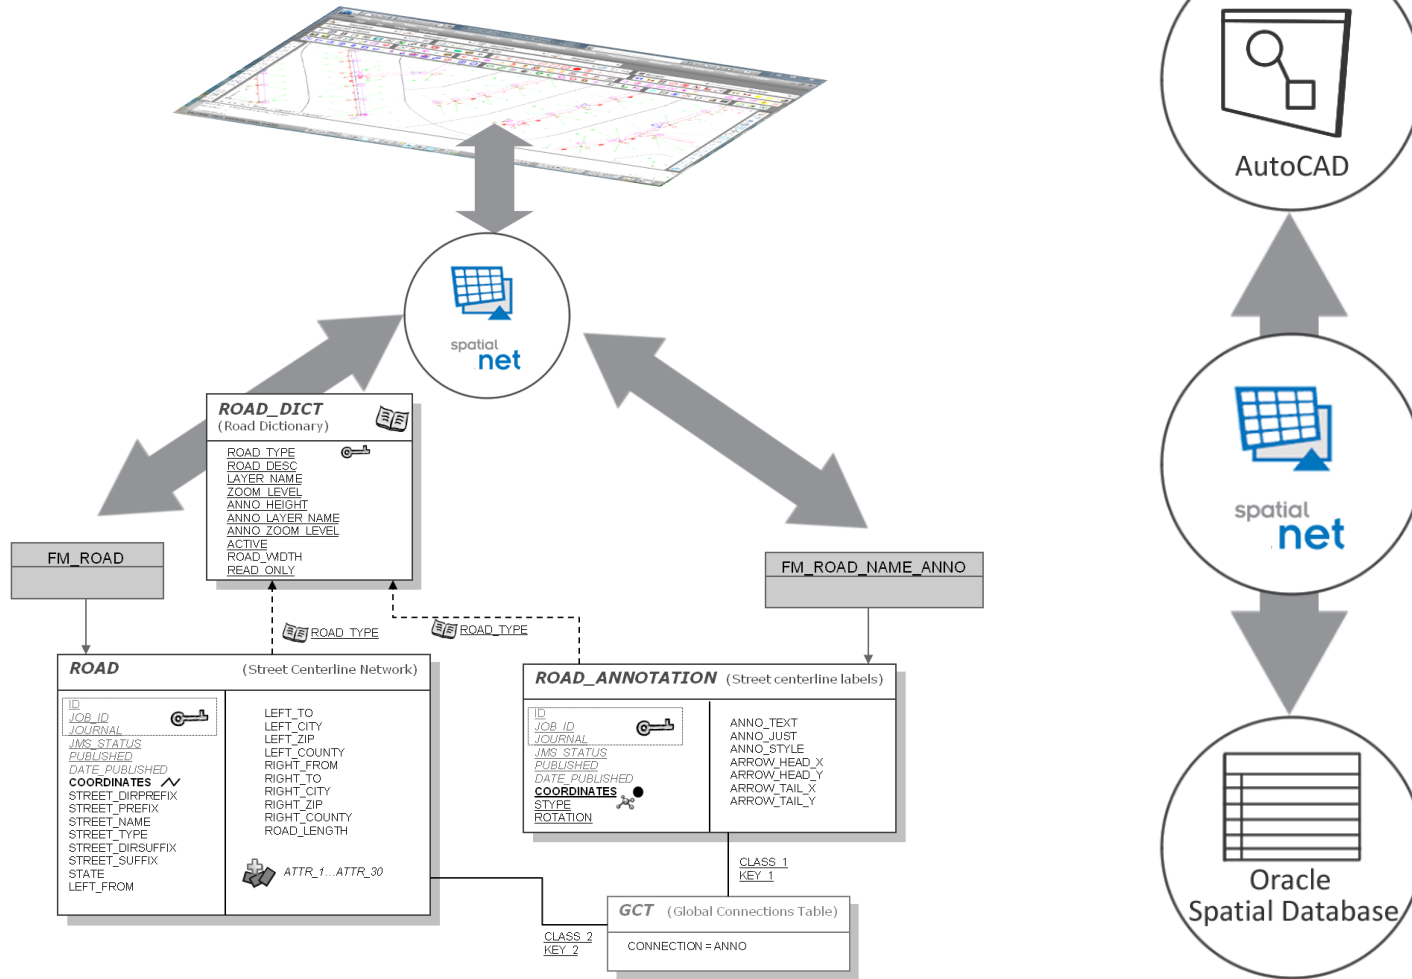 AutoCAD
spatial
net
spatial
net
Oracle
Spatial Database
ROAD_DICT
(Road Dictionary)
ROAD_TYPE
ROAD_DESC
LAYER_NAME
ZOOM_LEVEL
ANNO_HEIGHT
ANNO_LAYER_NAME
ANNO_ZOOM_LEVEL
ACTIVE
ROAD_WIDTH
READ_ONLY
FM_ROAD
FM_ROAD_NAME_ANNO
ROAD_TYPE
ROAD_TYPE
ROAD (Street Centerline Network)
ID
JOB_ID
JOURNAL
JMS_STATUS
PUBLISHED
DATE_PUBLISHED
COORDINATES
STREET_DIRPREFIX
STREET_PREFIX
STREET_NAME
STREET_TYPE
STREET_DIRSUFFIX
STREET_SUFFIX
STATE
LEFT_FROM
LEFT_TO
LEFT_CITY
LEFT_ZIP
LEFT_COUNTY
RIGHT_FROM
RIGHT_TO
RIGHT_CITY
RIGHT_ZIP
RIGHT_COUNTY
ROAD_LENGTH
ATTR_1...ATTR_30
ROAD_ANNOTATION (Street centerline labels)
ID
JOB_ID
JOURNAL
JMS_STATUS
PUBLISHED
DATE_PUBLISHED
COORDINATES
STYPE
ROTATION
ANNO_TEXT
ANNO_JUST
ANNO_STYLE
ARROW_HEAD_X
ARROW_HEAD_Y
ARROW_TAIL_X
ARROW_TAIL_Y
CLASS_1
KEY_1
CLASS_2
KEY_2
GCT (Global Connections Table)
CONNECTION = ANNO